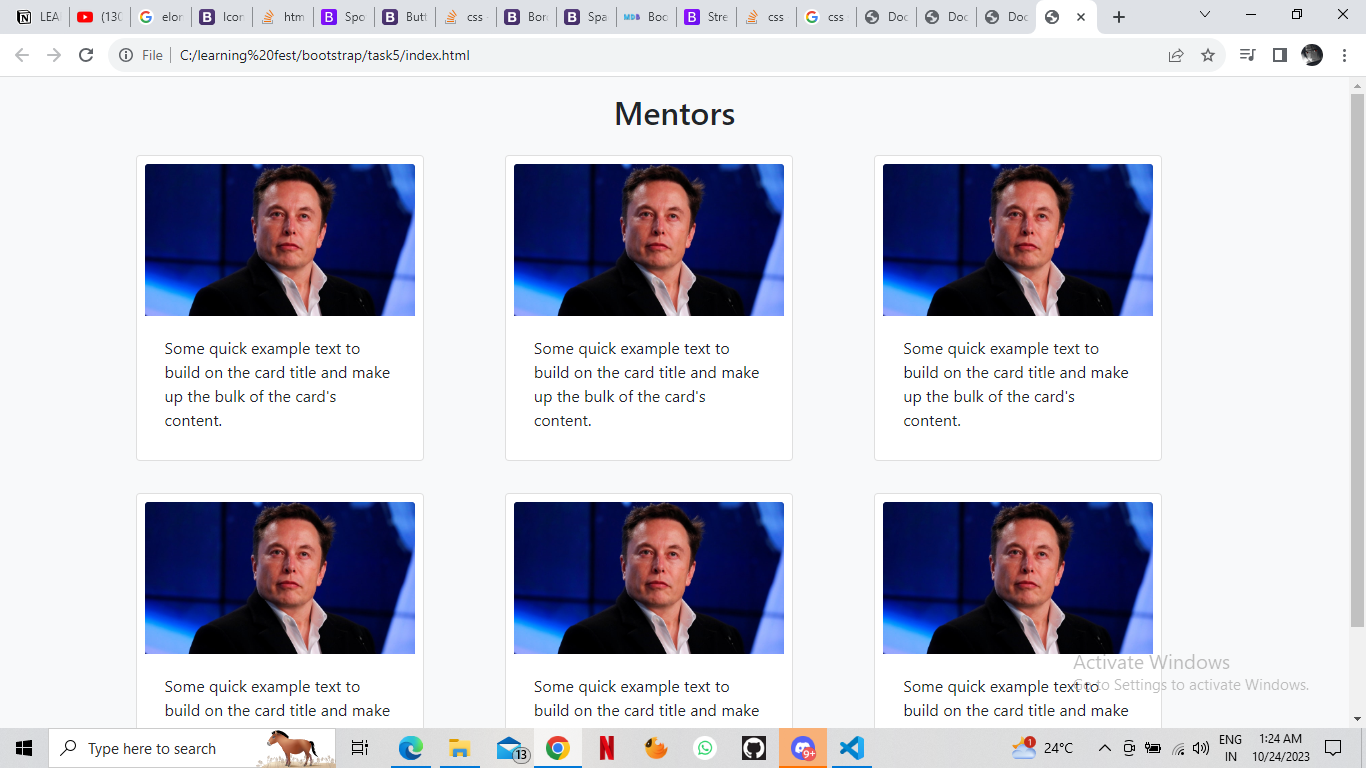 LEA
(130
elon
Icon
htm
Spo
Butt
css
Bor
Spa
MDB Boo
Stre
css
css
Doc
Doc
Doc
File C:/learning%20fest/bootstrap/task5/index.html
Mentors
Some quick example text to
build on the card title and make
up the bulk of the card's
content.
Some quick example text to
build on the card title and make
up the bulk of the card's
content.
Some quick example text to
build on the card title and make
up the bulk of the card's
content.
Some quick example text to
build on the card title and make
Some quick example text to
build on the card title and make
Some quick example text to
build on the card title and make
Activate Windows
Go to Settings to activate Windows.
Type here to search
13
9+
1
24°C
ENG
IN
1:24 AM
10/24/2023